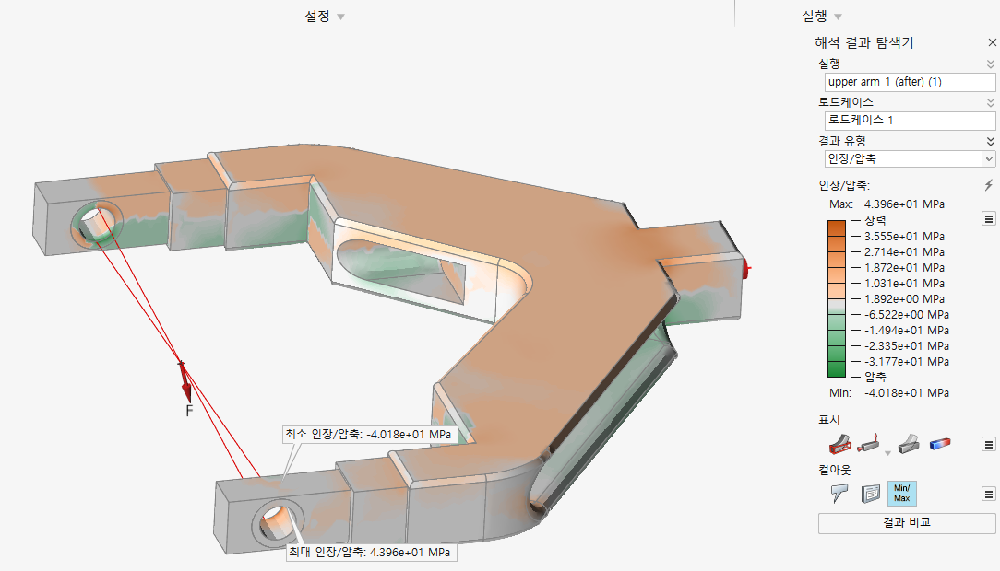 설정
실행
해석 결과 탐색기
실행
upper arm_1 (after) (1)
로드케이스
로드케이스 1
결과 유형
인장/압축
인장/압축:
Max: 4.396e+01 MPa
장력
3.555e+01 MPa
2.714e+01 MPa
1.872e+01 MPa
1.031e+01 MPa
1.892e+00 MPa
-6.522e+00 MPa
-1.494e+01 MPa
-2.335e+01 MPa
-3.177e+01 MPa
압축
Min: -4.018e+01 MPa
표시
컬아웃
Min/
Max
결과 비교
F
최소 인장/압축: -4.018e+01 MPa
최대 인장/압축: 4.396e+01 MPa